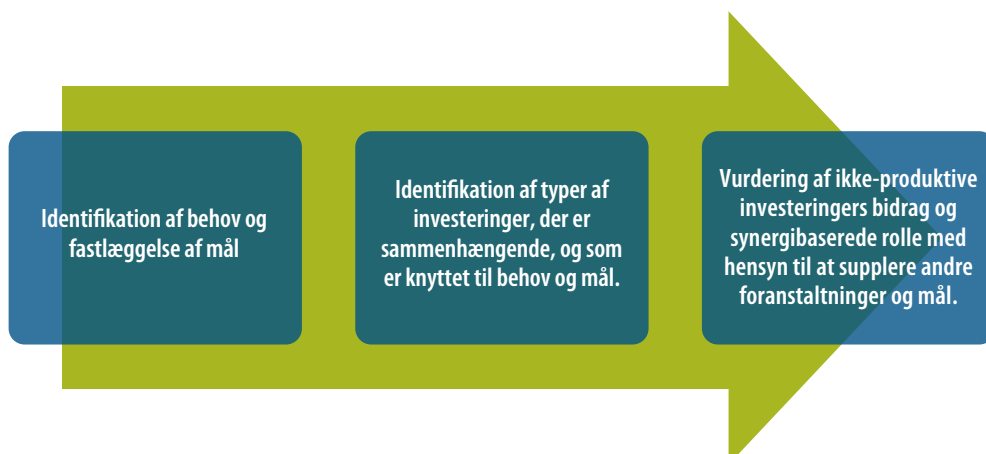 Identifikation af behov og
fastlæggelse af mål
Identifikation af typer af
investeringer, der er
sammenhængende, og som
er knyttet til behov og mål.
Vurdering af ikke-produktive
investeringers bidrag og
synergibaserede rolle med
hensyn til at supplere andre
foranstaltninger og mål.